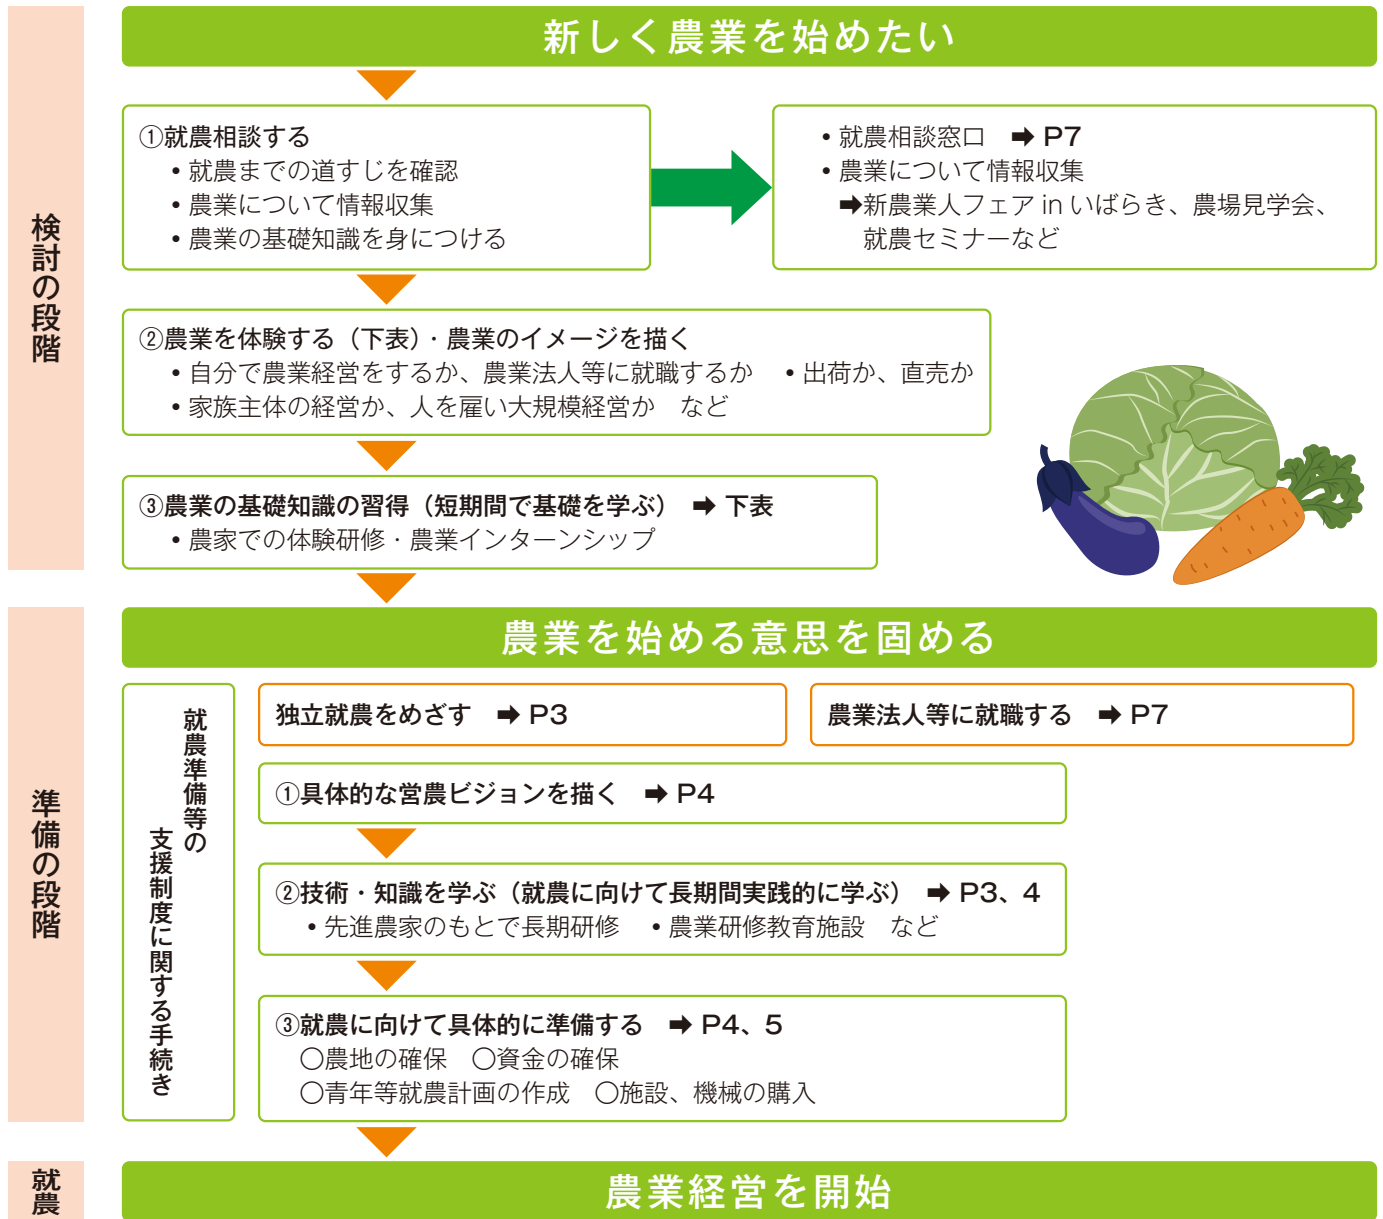 検討の段階
新しく農業を始めたい
①就農相談する
• 就農までの道すじを確認
• 農業について情報収集
• 農業の基礎知識を身につける
• 就農相談窓口 ➡ P7
• 農業について情報収集
➡新農業人フェア in いばらき、農場見学会、
就農セミナーなど
②農業を体験する（下表）・農業のイメージを描く
• 自分で農業経営をするか、農業法人等に就職するか • 出荷か、直売か
• 家族主体の経営か、人を雇い大規模経営か など
③農業の基礎知識の習得（短期間で基礎を学ぶ） ➡ 下表
• 農家での体験研修・農業インターンシップ
準備の段階
農業を始める意思を固める
就農準備等の
支援制度に関する手続き
独立就農をめざす ➡ P3
農業法人等に就職する ➡ P7
①具体的な営農ビジョンを描く ➡ P4
②技術・知識を学ぶ（就農に向けて長期間実践的に学ぶ） ➡ P3、4
• 先進農家のもとで長期研修 • 農業研修教育施設 など
③就農に向けて具体的に準備する ➡ P4、5
○農地の確保 ○資金の確保
○青年等就農計画の作成 ○施設、機械の購入
就農
農業経営を開始